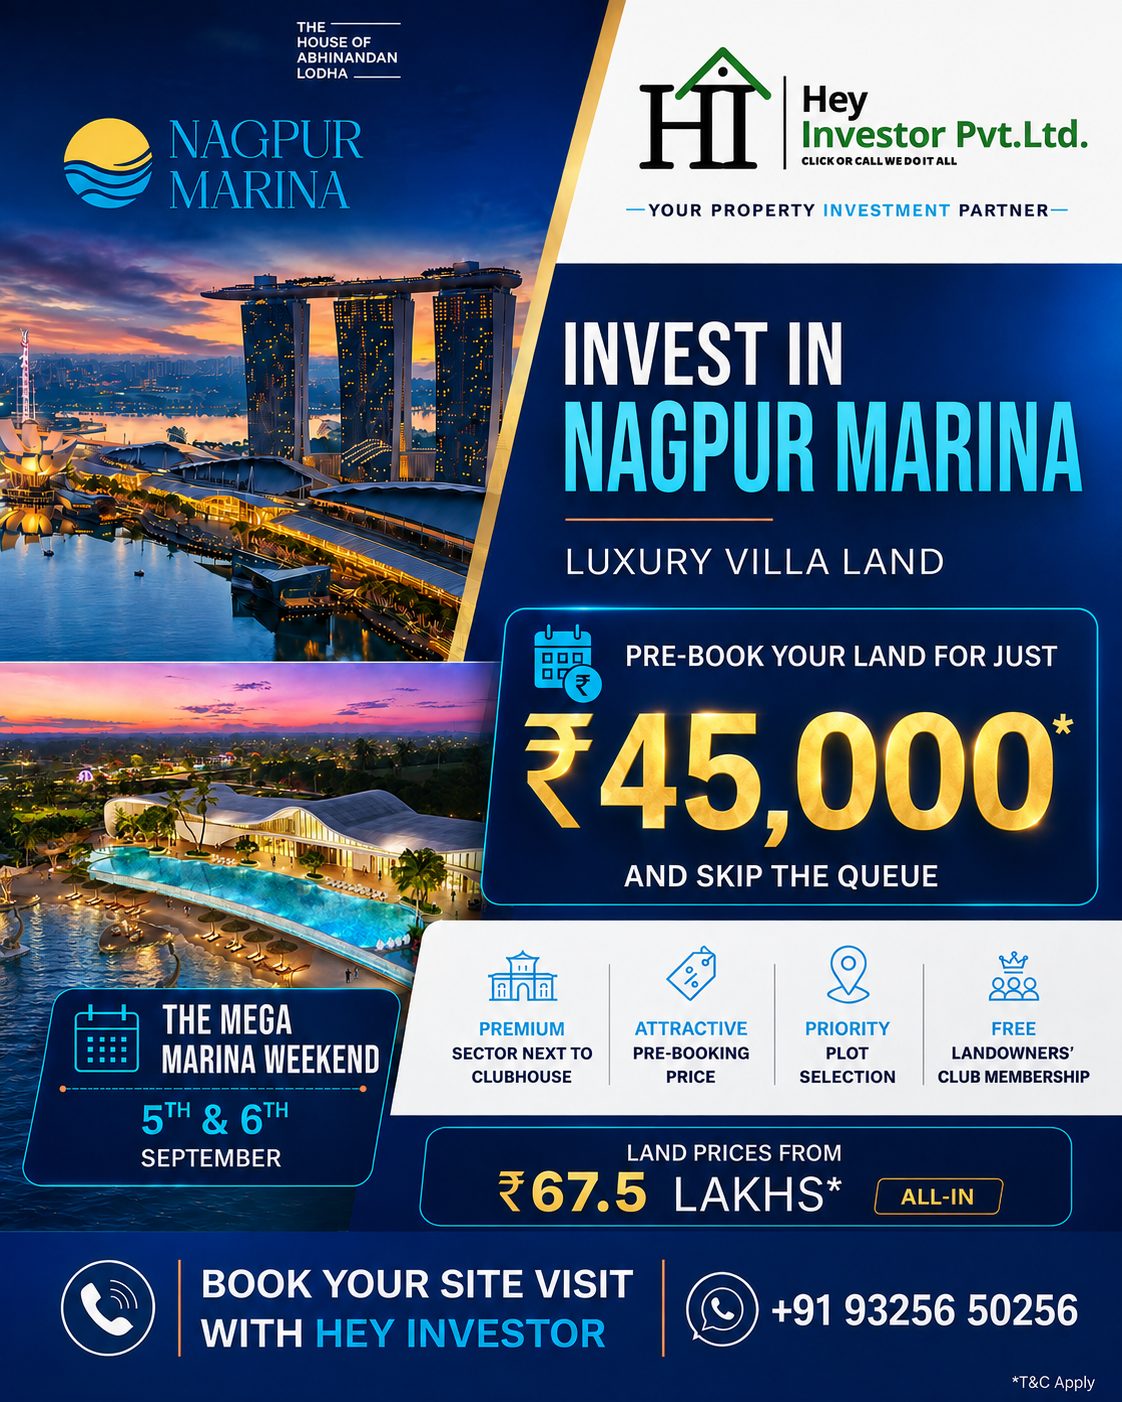 THE
HOUSE OF
ABHINANDAN
LODHA
NAGPUR
MARINA
HI
Hey
Investor Pvt.Ltd.
CLICK OR CALL WE DO IT ALL
YOUR PROPERTY INVESTMENT PARTNER
INVEST IN
NAGPUR MARINA
LUXURY VILLA LAND
PRE-BOOK YOUR LAND FOR JUST
₹45,000*
AND SKIP THE QUEUE
PREMIUM
SECTOR NEXT TO
CLUBHOUSE
ATTRACTIVE
PRE-BOOKING
PRICE
PRIORITY
PLOT
SELECTION
FREE
LANDOWNERS'
CLUB MEMBERSHIP
THE MEGA
MARINA WEEKEND
5TH & 6TH
SEPTEMBER
LAND PRICES FROM
₹67.5 LAKHS* ALL-IN
BOOK YOUR SITE VISIT
WITH HEY INVESTOR
+91 93256 50256
*T&C Apply